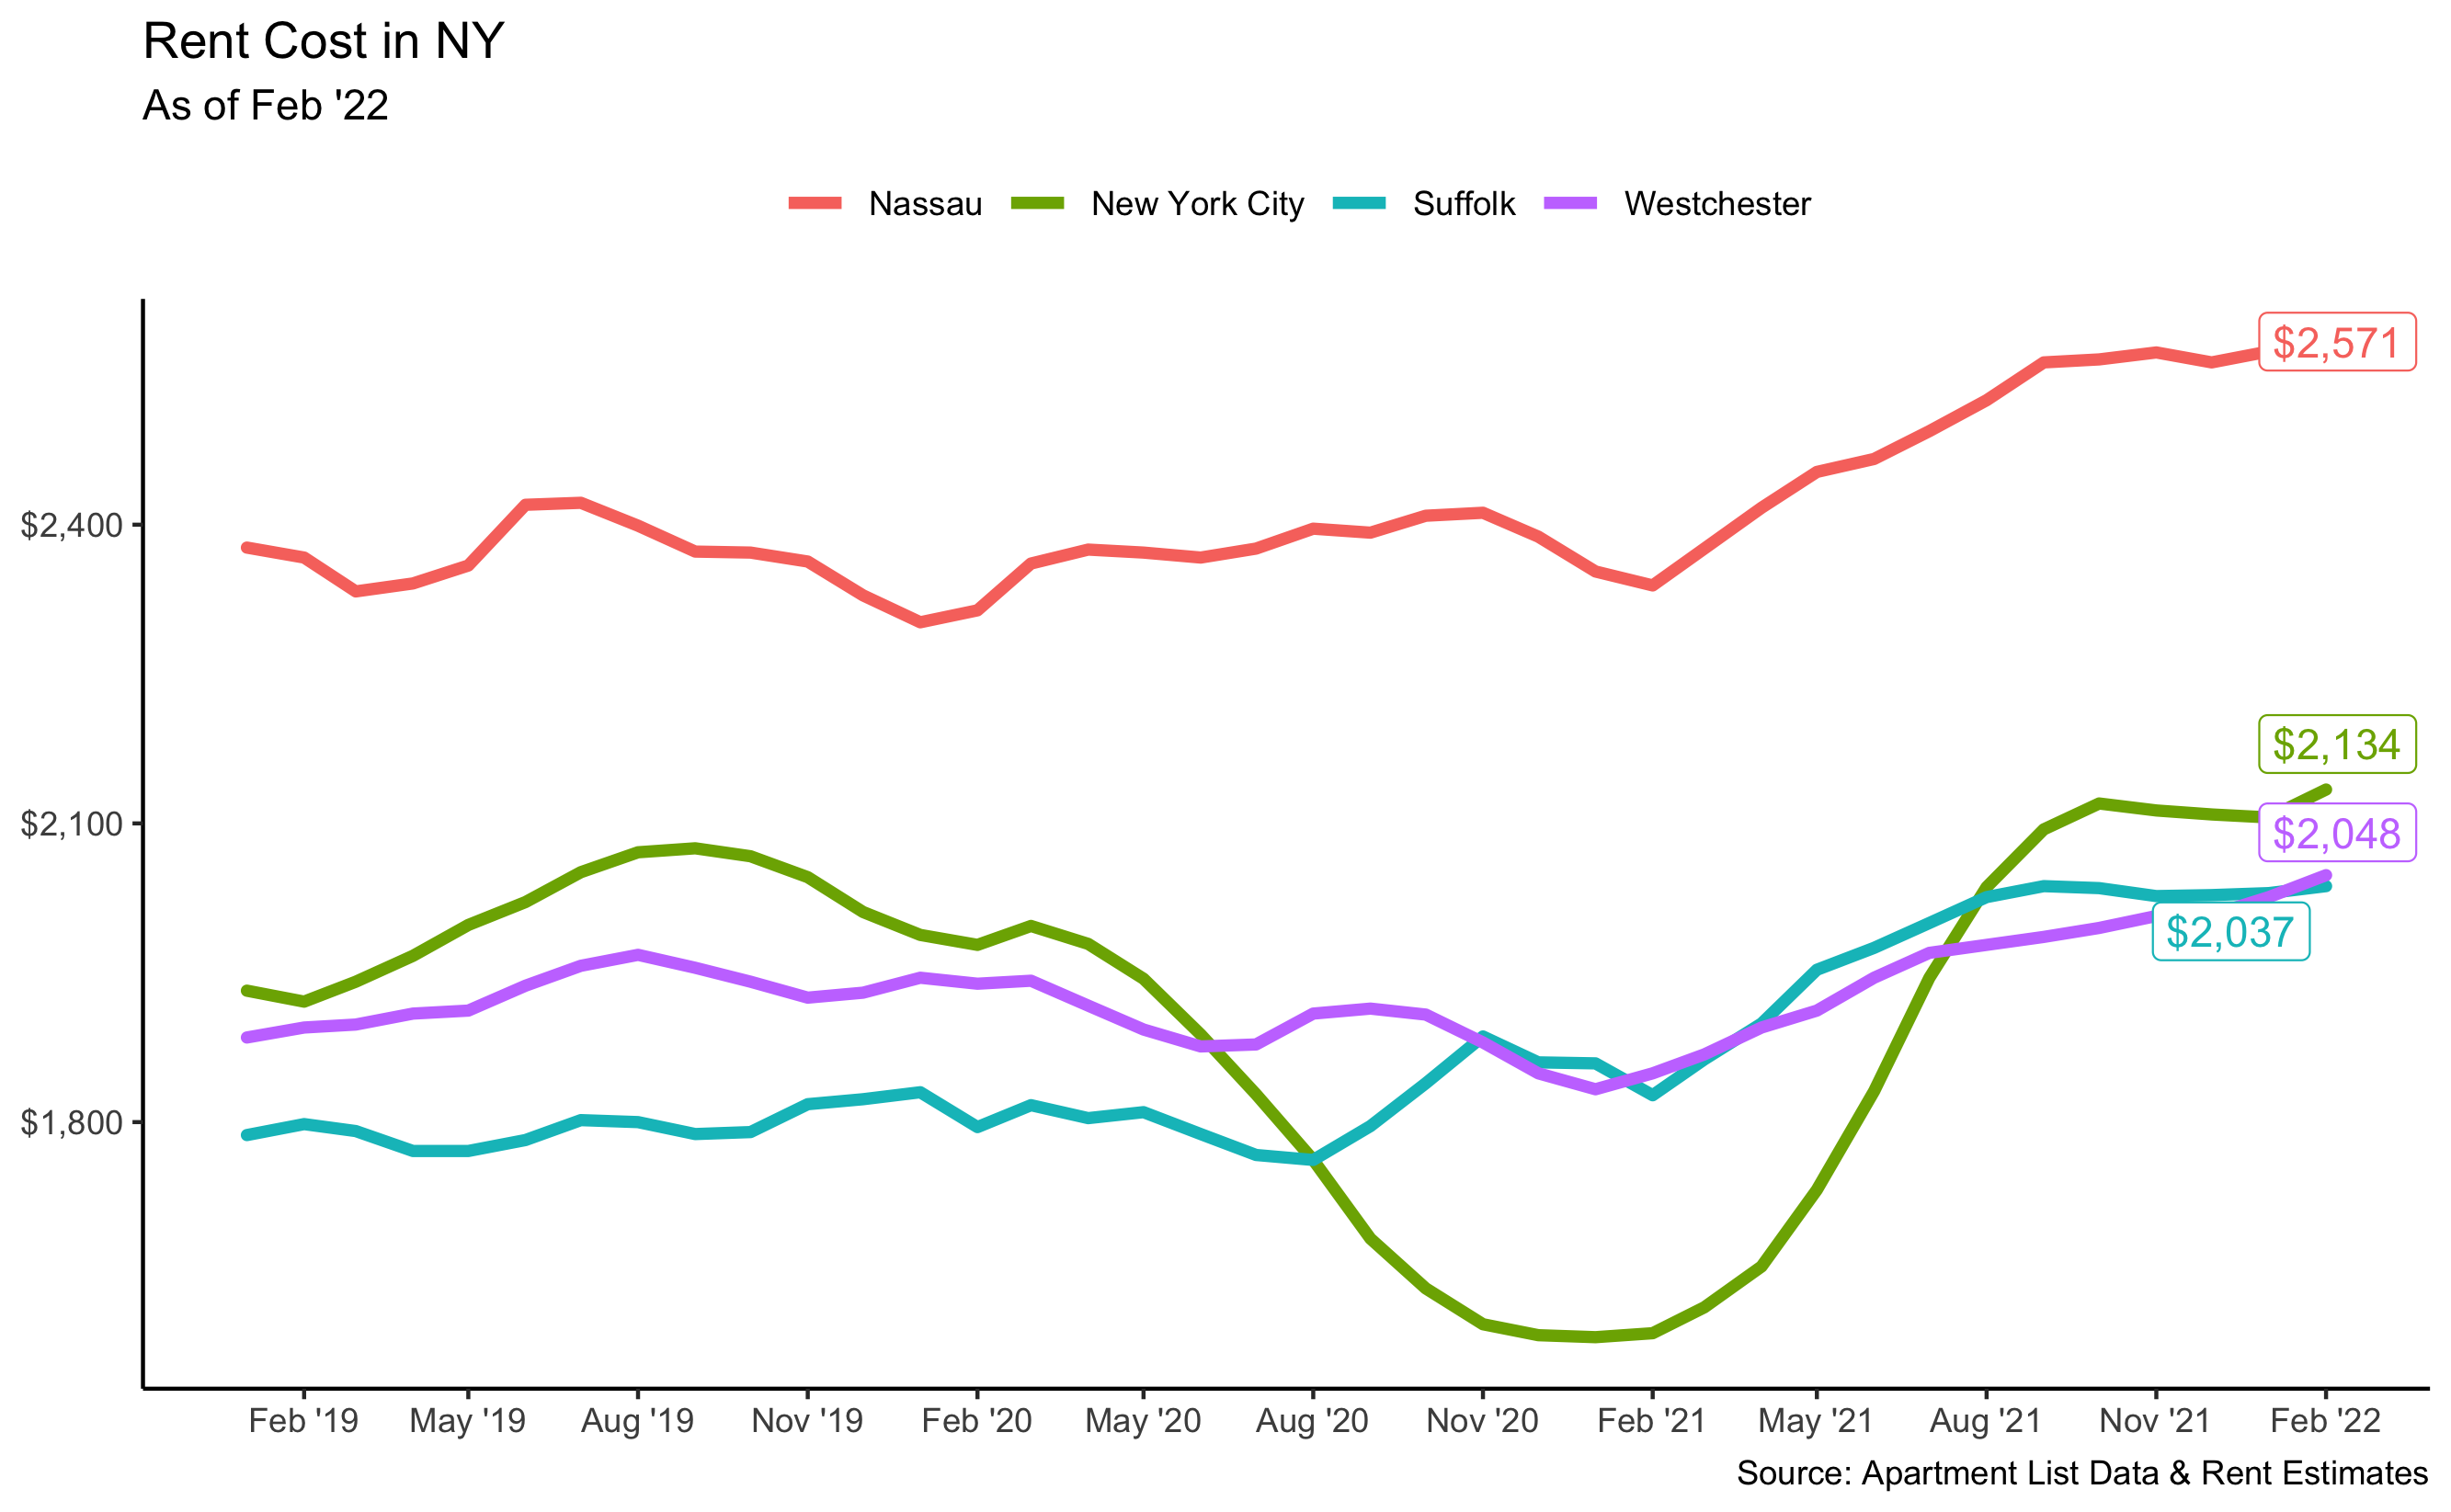 Rent Cost in NY
As of Feb '22
Nassau New York City Suffolk Westchester
$2,571
$2,400
$2,134
$2,100
$2,048
$2,037
$1,800
Feb '19 May '19 Aug '19 Nov '19 Feb '20 May '20 Aug '20 Nov '20 Feb '21 May '21 Aug '21 Nov '21 Feb '22
Source: Apartment List Data & Rent Estimates